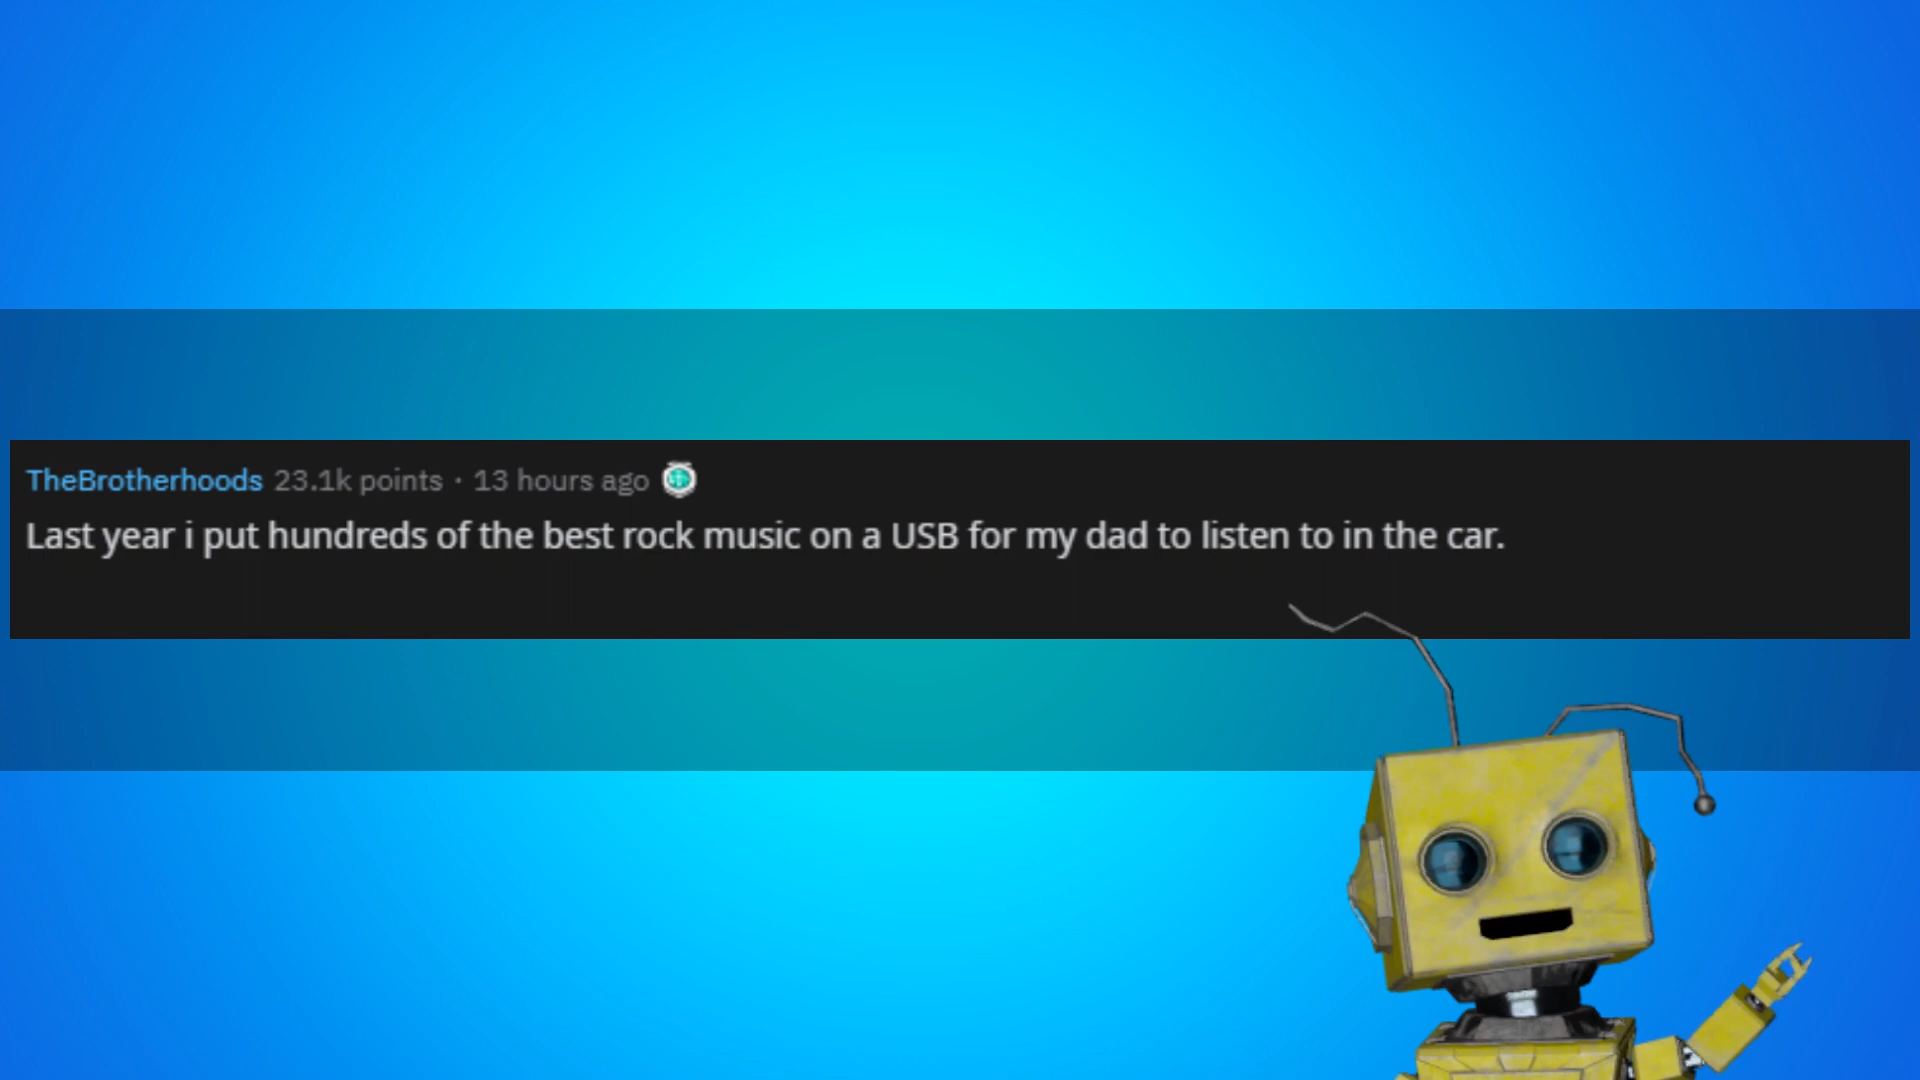 TheBrotherhoods 23.1k points · 13 hours ago
Last year i put hundreds of the best rock music on a USB for my dad to listen to in the car.